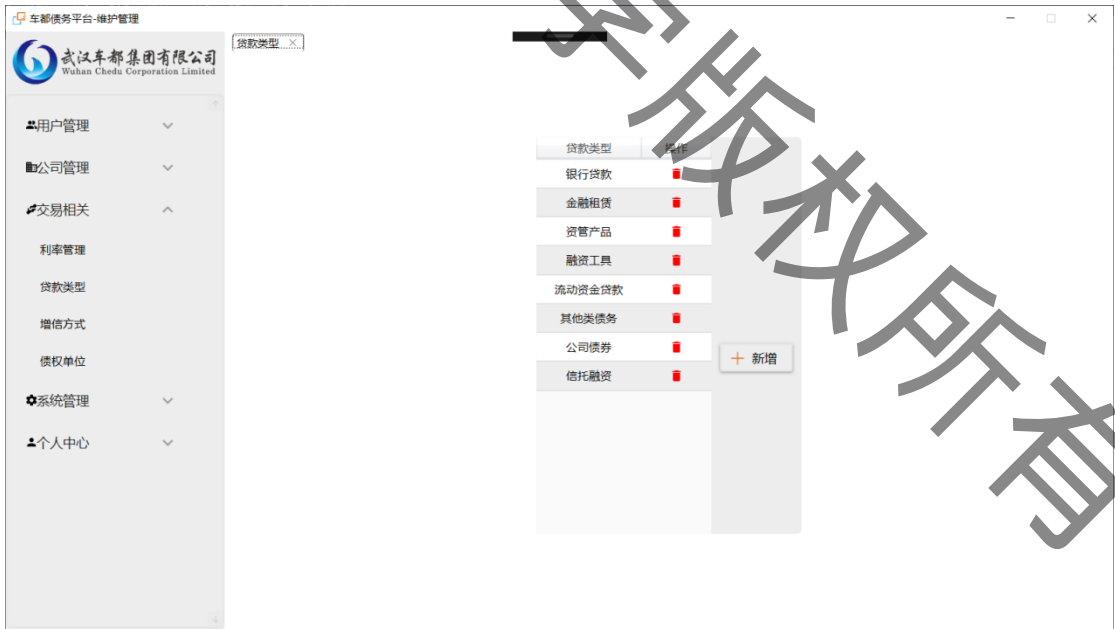 车都债务平台-维护管理
武汉车都集团有限公司
Wuhan Chedu Corporation Limited
贷款类型
用户管理
公司管理
交易相关
利率管理
贷款类型
增信方式
债权单位
系统管理
个人中心
贷款类型 操作
银行贷款
金融租赁
资管产品
融资工具
流动资金贷款
其他类债务
公司债券
信托融资
新增
字版权所有